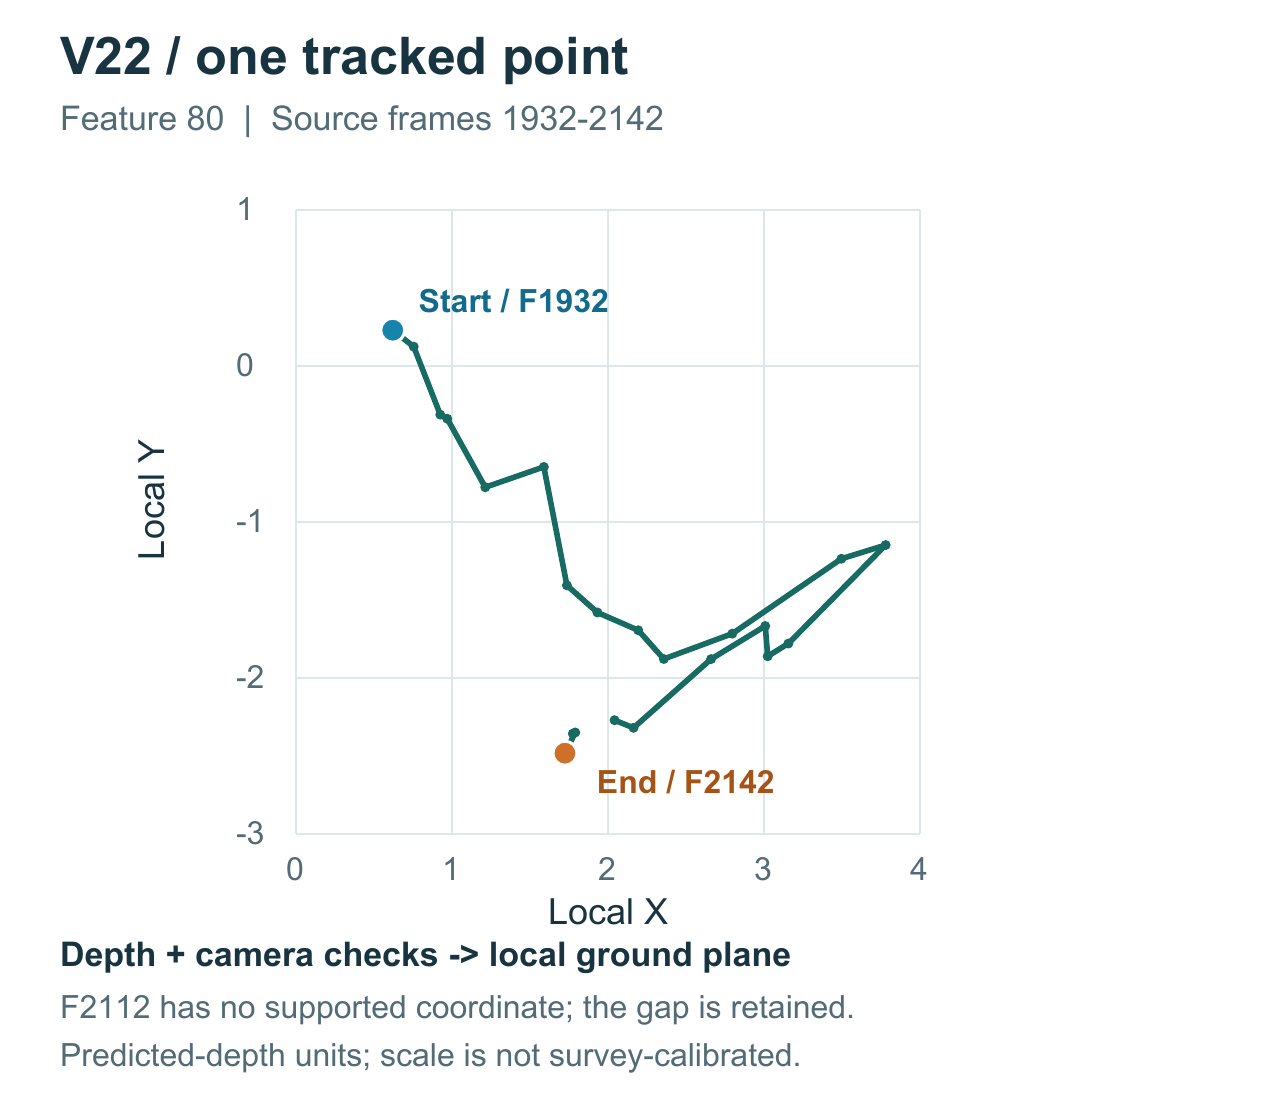 V22 / one tracked point
Feature 80 | Source frames 1932-2142
1
Start / F1932
0
Local Y
-1
-2
End / F2142
-3
0 1 2 3 4
Local X
Depth + camera checks -> local ground plane
F2112 has no supported coordinate; the gap is retained.
Predicted-depth units; scale is not survey-calibrated.